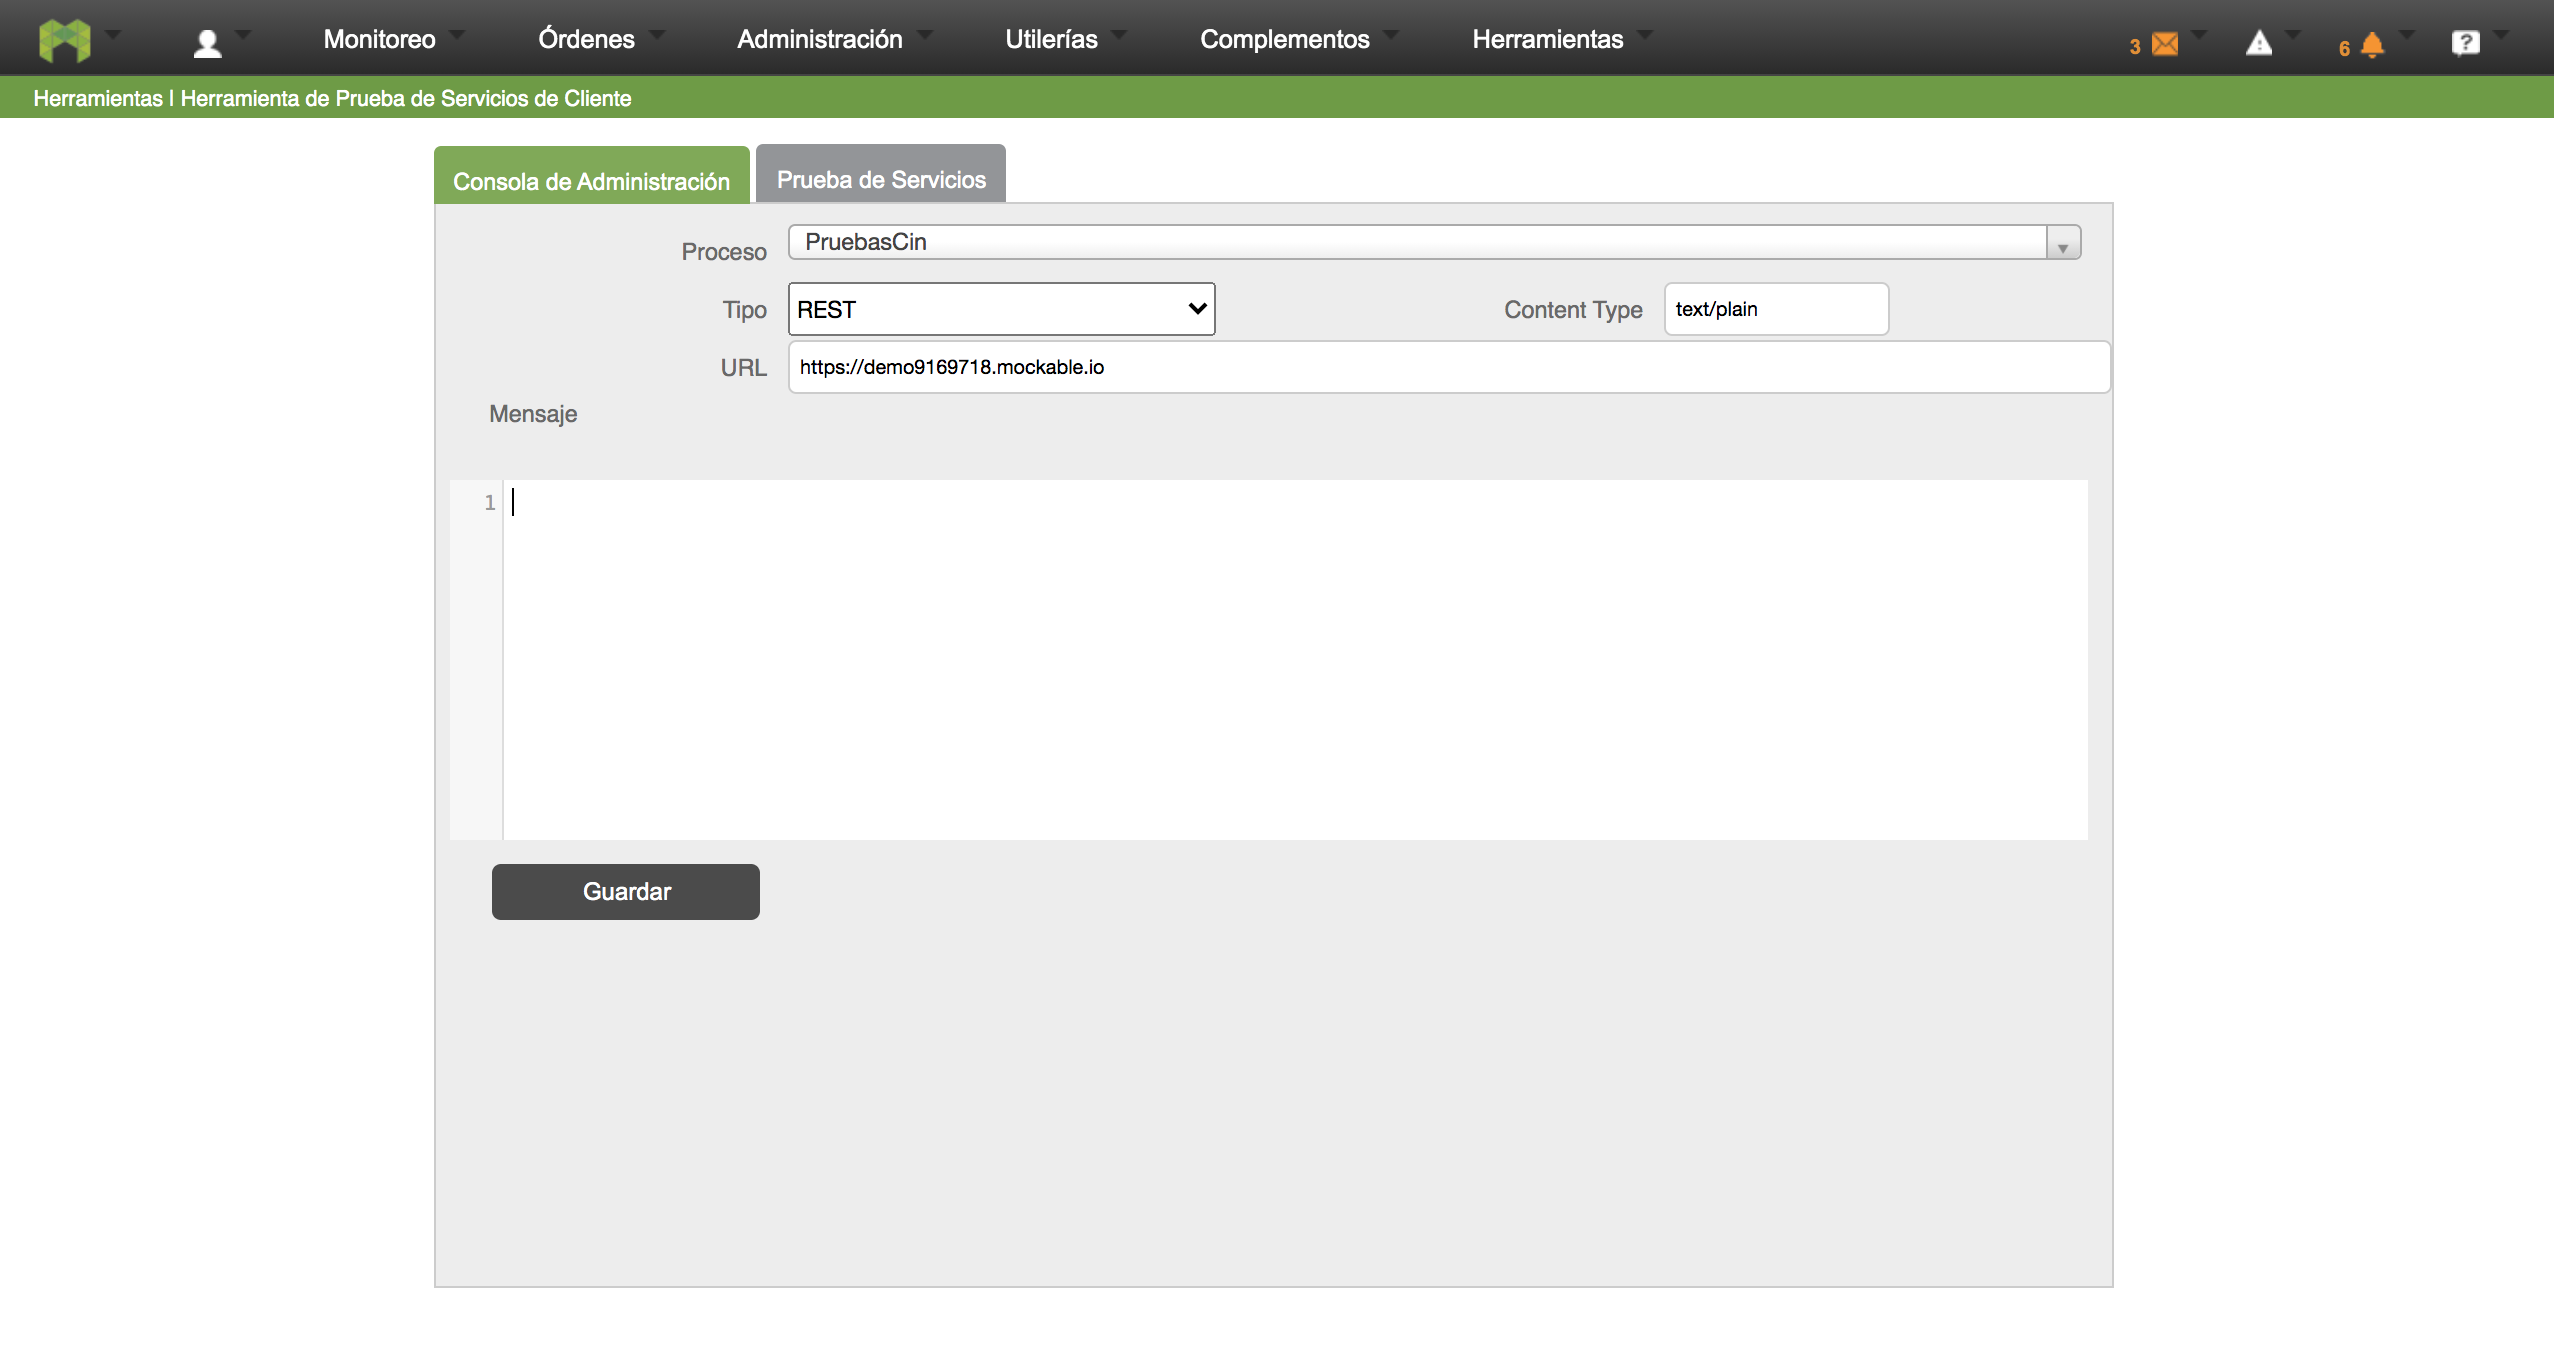 Monitoreo Órdenes Administración Utilerías Complementos Herramientas 3 6 ?
Herramientas | Herramienta de Prueba de Servicios de Cliente
Consola de Administración Prueba de Servicios
Proceso PruebasCin
Tipo REST Content Type text/plain
URL https://demo9169718.mockable.io
Mensaje
1
Guardar